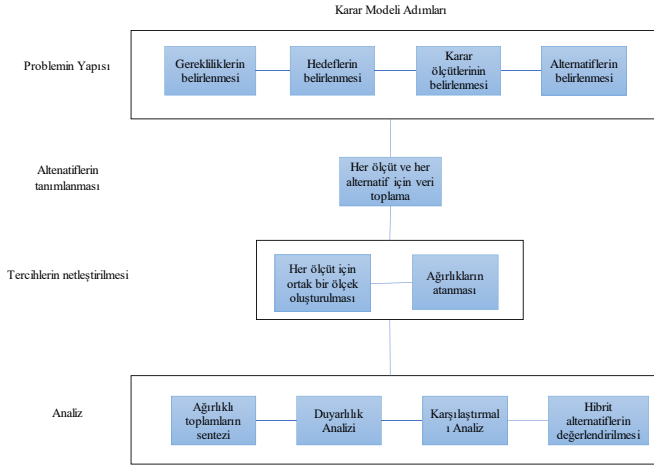 Karar Modeli Adımları
Problemin Yapısı
Gerekliliklerin
belirlenmesi
Hedeflerin
belirlenmesi
Karar
ölçütlerinin
belirlenmesi
Alternatiflerin
belirlenmesi
Altenatiflerin
tanımlanması
Her ölçüt ve her
alternatif için veri
toplama
Tercihlerin netleştirilmesi
Her ölçüt için
ortak bir ölçek
oluşturulması
Ağırlıkların
atanması
Analiz
Ağırlıklı
toplamların
sentezi
Duyarlılık
Analizi
Karşılaştırmal
ı Analiz
Hibrit
alternatiflerin
değerlendirilmesi